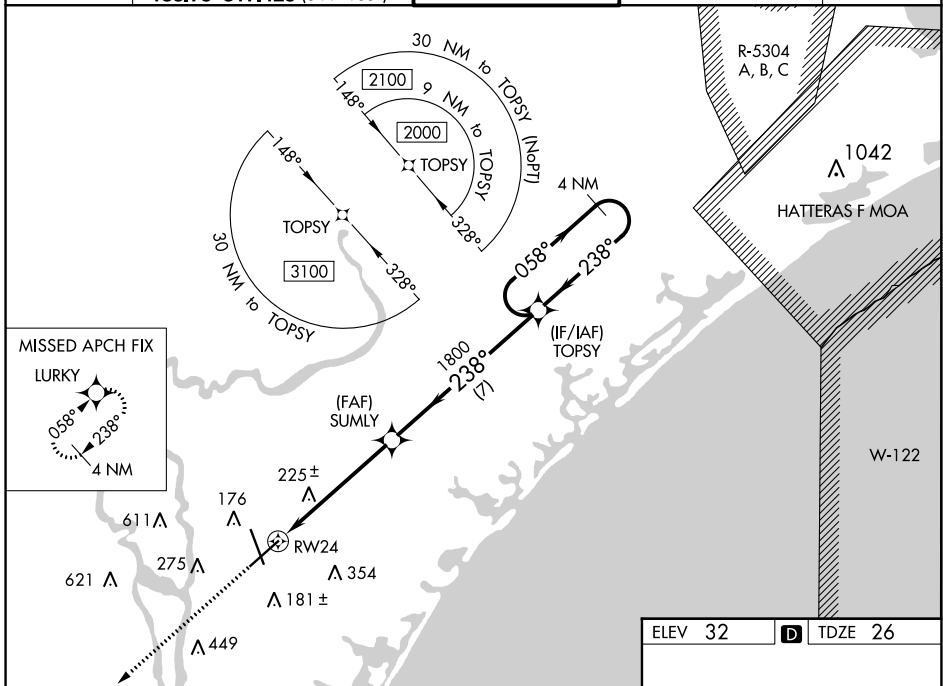 R-5304
A, B, C
30 NM to TOPSY (NoPT)
2100
148°
9 NM to TOPSY
2000
TOPSY
328°
148°
TOPSY
328°
3100
30 NM to TOPSY
4 NM
1042
HATTERAS F MOA
058°
238°
(IF/IAF)
TOPSY
1800
238°
(7)
MISSED APCH FIX
LURKY
058°
238°
4 NM
(FAF)
SUMLY
W-122
225±
176
611
RW24
275
621
354
181±
449
ELEV 32
D
TDZE 26